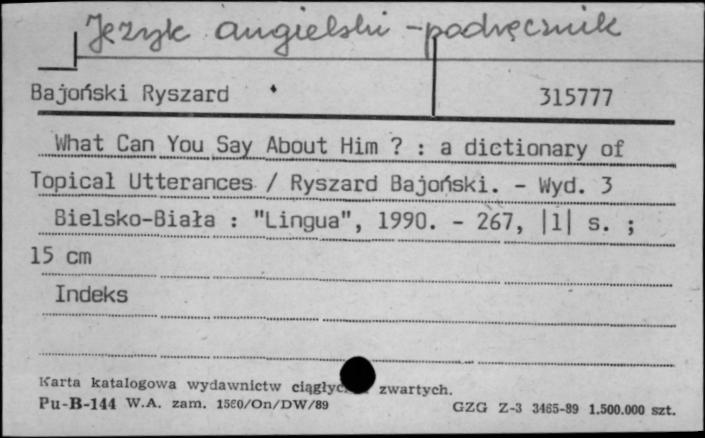 Język angielski - podręcznik
Bajoński Ryszard 315777
What Can You Say About Him ? : a dictionary of
Topical Utterances / Ryszard Bajoński. - Wyd. 3
Bielsko-Biała : "Lingua", 1990. - 267, |1| s. ;
15 cm
Indeks
Karta katalogowa wydawnictw zwartych.
Pu-B-144 W.A. zam. 1580/On/DW/89 GZG Z-3 3465-89 1.500.000 szt.